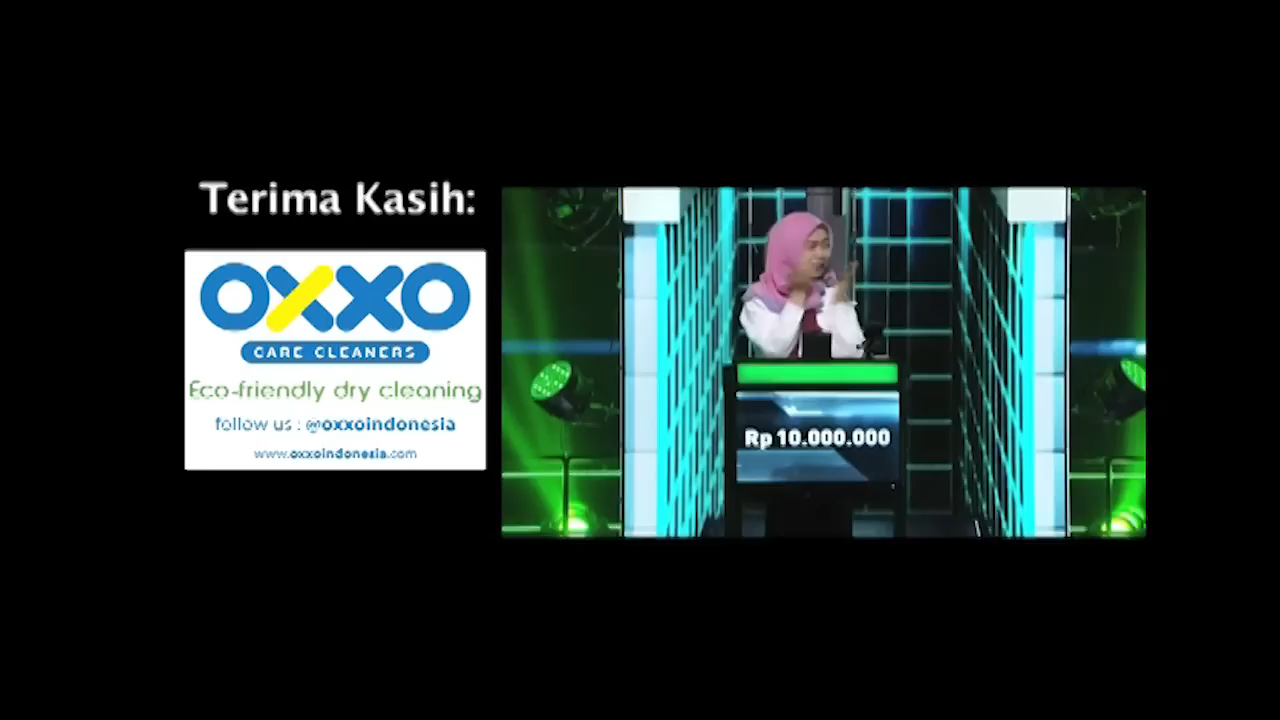 Terima Kasih:
OXXO
CARE CLEANERS
Eco-friendly dry cleaning
follow us : @oxxoindonesia
www.oxxoindonesia.com
Rp 10.000.000